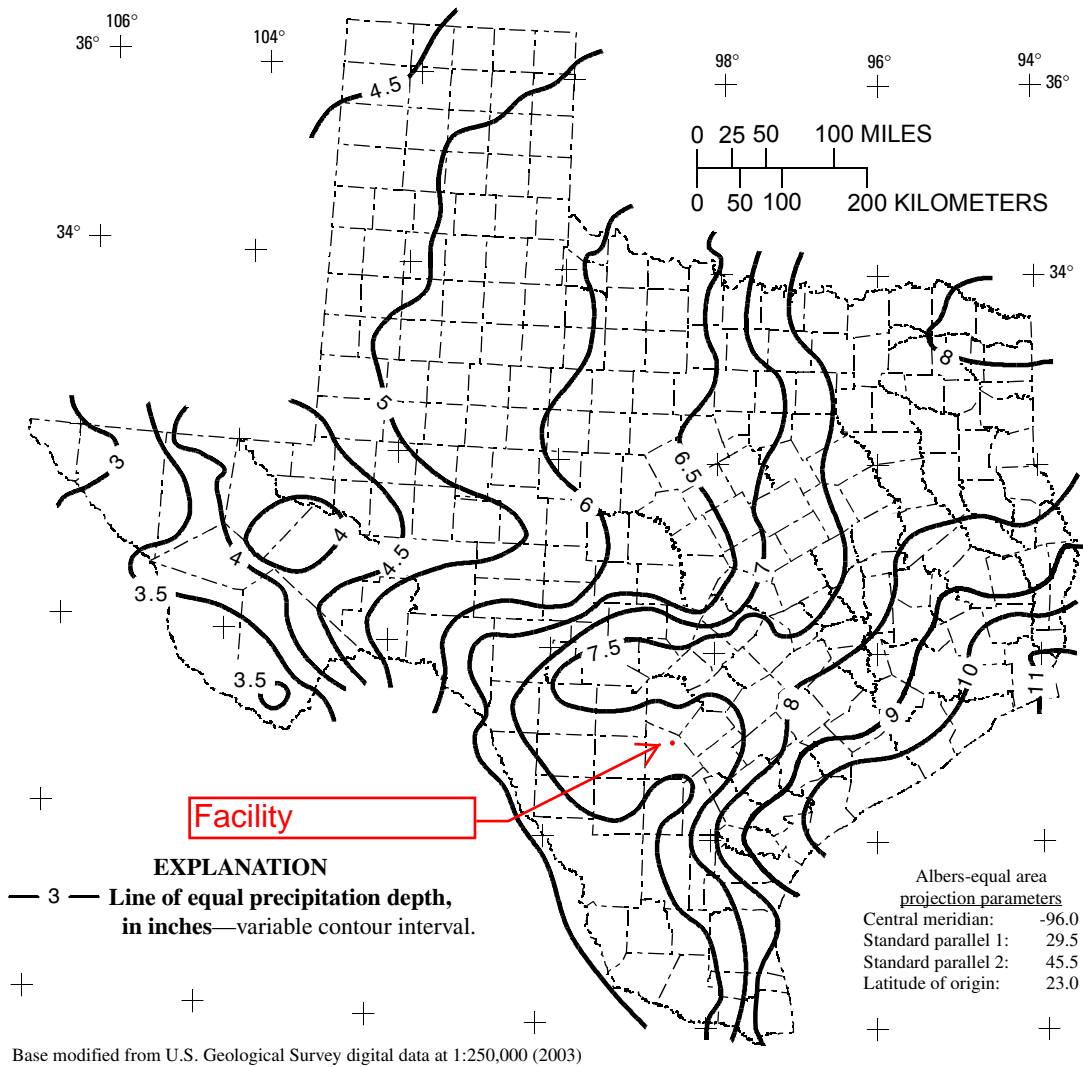 106°
36°
104°
98°
96°
94°
36°
4.5
0 25 50 100 MILES
0 50 100 200 KILOMETERS
34°
34°
8
5
3
6.5
6
4
4
4.5
7
3.5
7.5
3.5
10
11
8
9
Facility
EXPLANATION
3 Line of equal precipitation depth,
in inches—variable contour interval.
Albers-equal area
projection parameters
Central meridian: -96.0
Standard parallel 1: 29.5
Standard parallel 2: 45.5
Latitude of origin: 23.0
Base modified from U.S. Geological Survey digital data at 1:250,000 (2003)